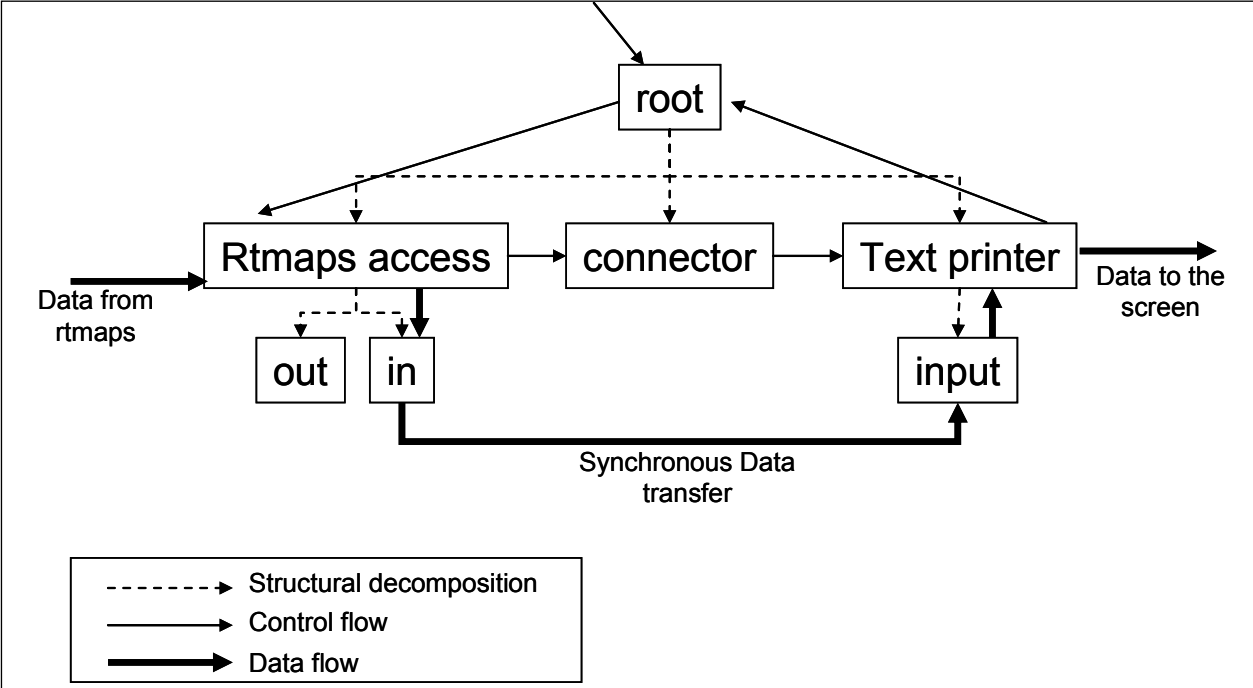 root
Rtmaps access
connector
Text printer
Data from
rtmaps
Data to the
screen
out
in
input
Synchronous Data
transfer
Structural decomposition
Control flow
Data flow